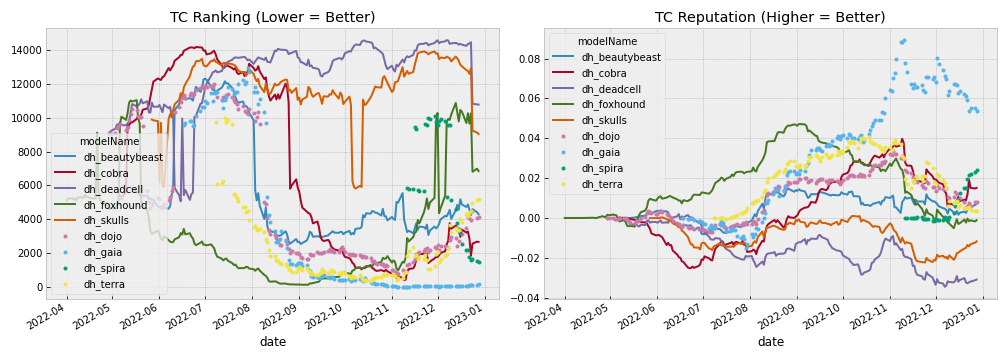 TC Ranking (Lower = Better)
14000
12000
10000
8000
6000
4000
2000
0
modelName
dh_beautybeast
dh_cobra
dh_deadcell
dh_foxhound
dh_skulls
dh_dojo
dh_gaia
dh_spira
dh_terra
2022-04
2022-05
2022-06
2022-07
2022-08
2022-09
2022-10
2022-11
2022-12
2023-01
date
TC Reputation (Higher = Better)
0.08
0.06
0.04
0.02
0.00
−0.02
−0.04
modelName
dh_beautybeast
dh_cobra
dh_deadcell
dh_foxhound
dh_skulls
dh_dojo
dh_gaia
dh_spira
dh_terra
2022-04
2022-05
2022-06
2022-07
2022-08
2022-09
2022-10
2022-11
2022-12
2023-01
date